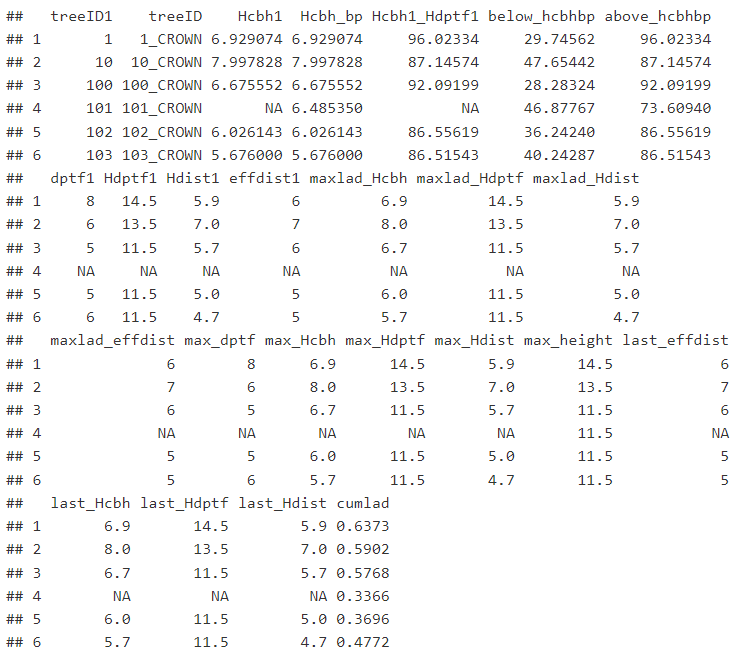 ##   treeID1    treeID    Hcbh1  Hcbh_bp Hcbh1_Hdptf1 below_hcbhbp above_hcbhbp
## 1       1   1_CROWN 6.929074 6.929074     96.02334     29.74562     96.02334
## 2      10  10_CROWN 7.997828 7.997828     87.14574     47.65442     87.14574
## 3     100 100_CROWN 6.675552 6.675552     92.09199     28.28324     92.09199
## 4     101 101_CROWN       NA 6.485350           NA     46.87767     73.60940
## 5     102 102_CROWN 6.026143 6.026143     86.55619     36.24240     86.55619
## 6     103 103_CROWN 5.676000 5.676000     86.51543     40.24287     86.51543
##   dptf1 Hdptf1 Hdist1 effdist1 maxlad_Hcbh maxlad_Hdptf maxlad_Hdist
## 1     8   14.5    5.9        6         6.9         14.5          5.9
## 2     6   13.5    7.0        7         8.0         13.5          7.0
## 3     5   11.5    5.7        6         6.7         11.5          5.7
## 4    NA     NA     NA       NA          NA           NA           NA
## 5     5   11.5    5.0        5         6.0         11.5          5.0
## 6     6   11.5    4.7        5         5.7         11.5          4.7
##   maxlad_effdist max_dptf max_Hcbh max_Hdptf max_Hdist max_height last_effdist
## 1              6        8      6.9      14.5       5.9       14.5            6
## 2              7        6      8.0      13.5       7.0       13.5            7
## 3              6        5      6.7      11.5       5.7       11.5            6
## 4             NA       NA       NA        NA        NA       11.5           NA
## 5              5        5      6.0      11.5       5.0       11.5            5
## 6              5        6      5.7      11.5       4.7       11.5            5
##   last_Hcbh last_Hdptf last_Hdist cumlad
## 1       6.9       14.5        5.9 0.6373
## 2       8.0       13.5        7.0 0.5902
## 3       6.7       11.5        5.7 0.5768
## 4        NA         NA         NA 0.3366
## 5       6.0       11.5        5.0 0.3696
## 6       5.7       11.5        4.7 0.4772